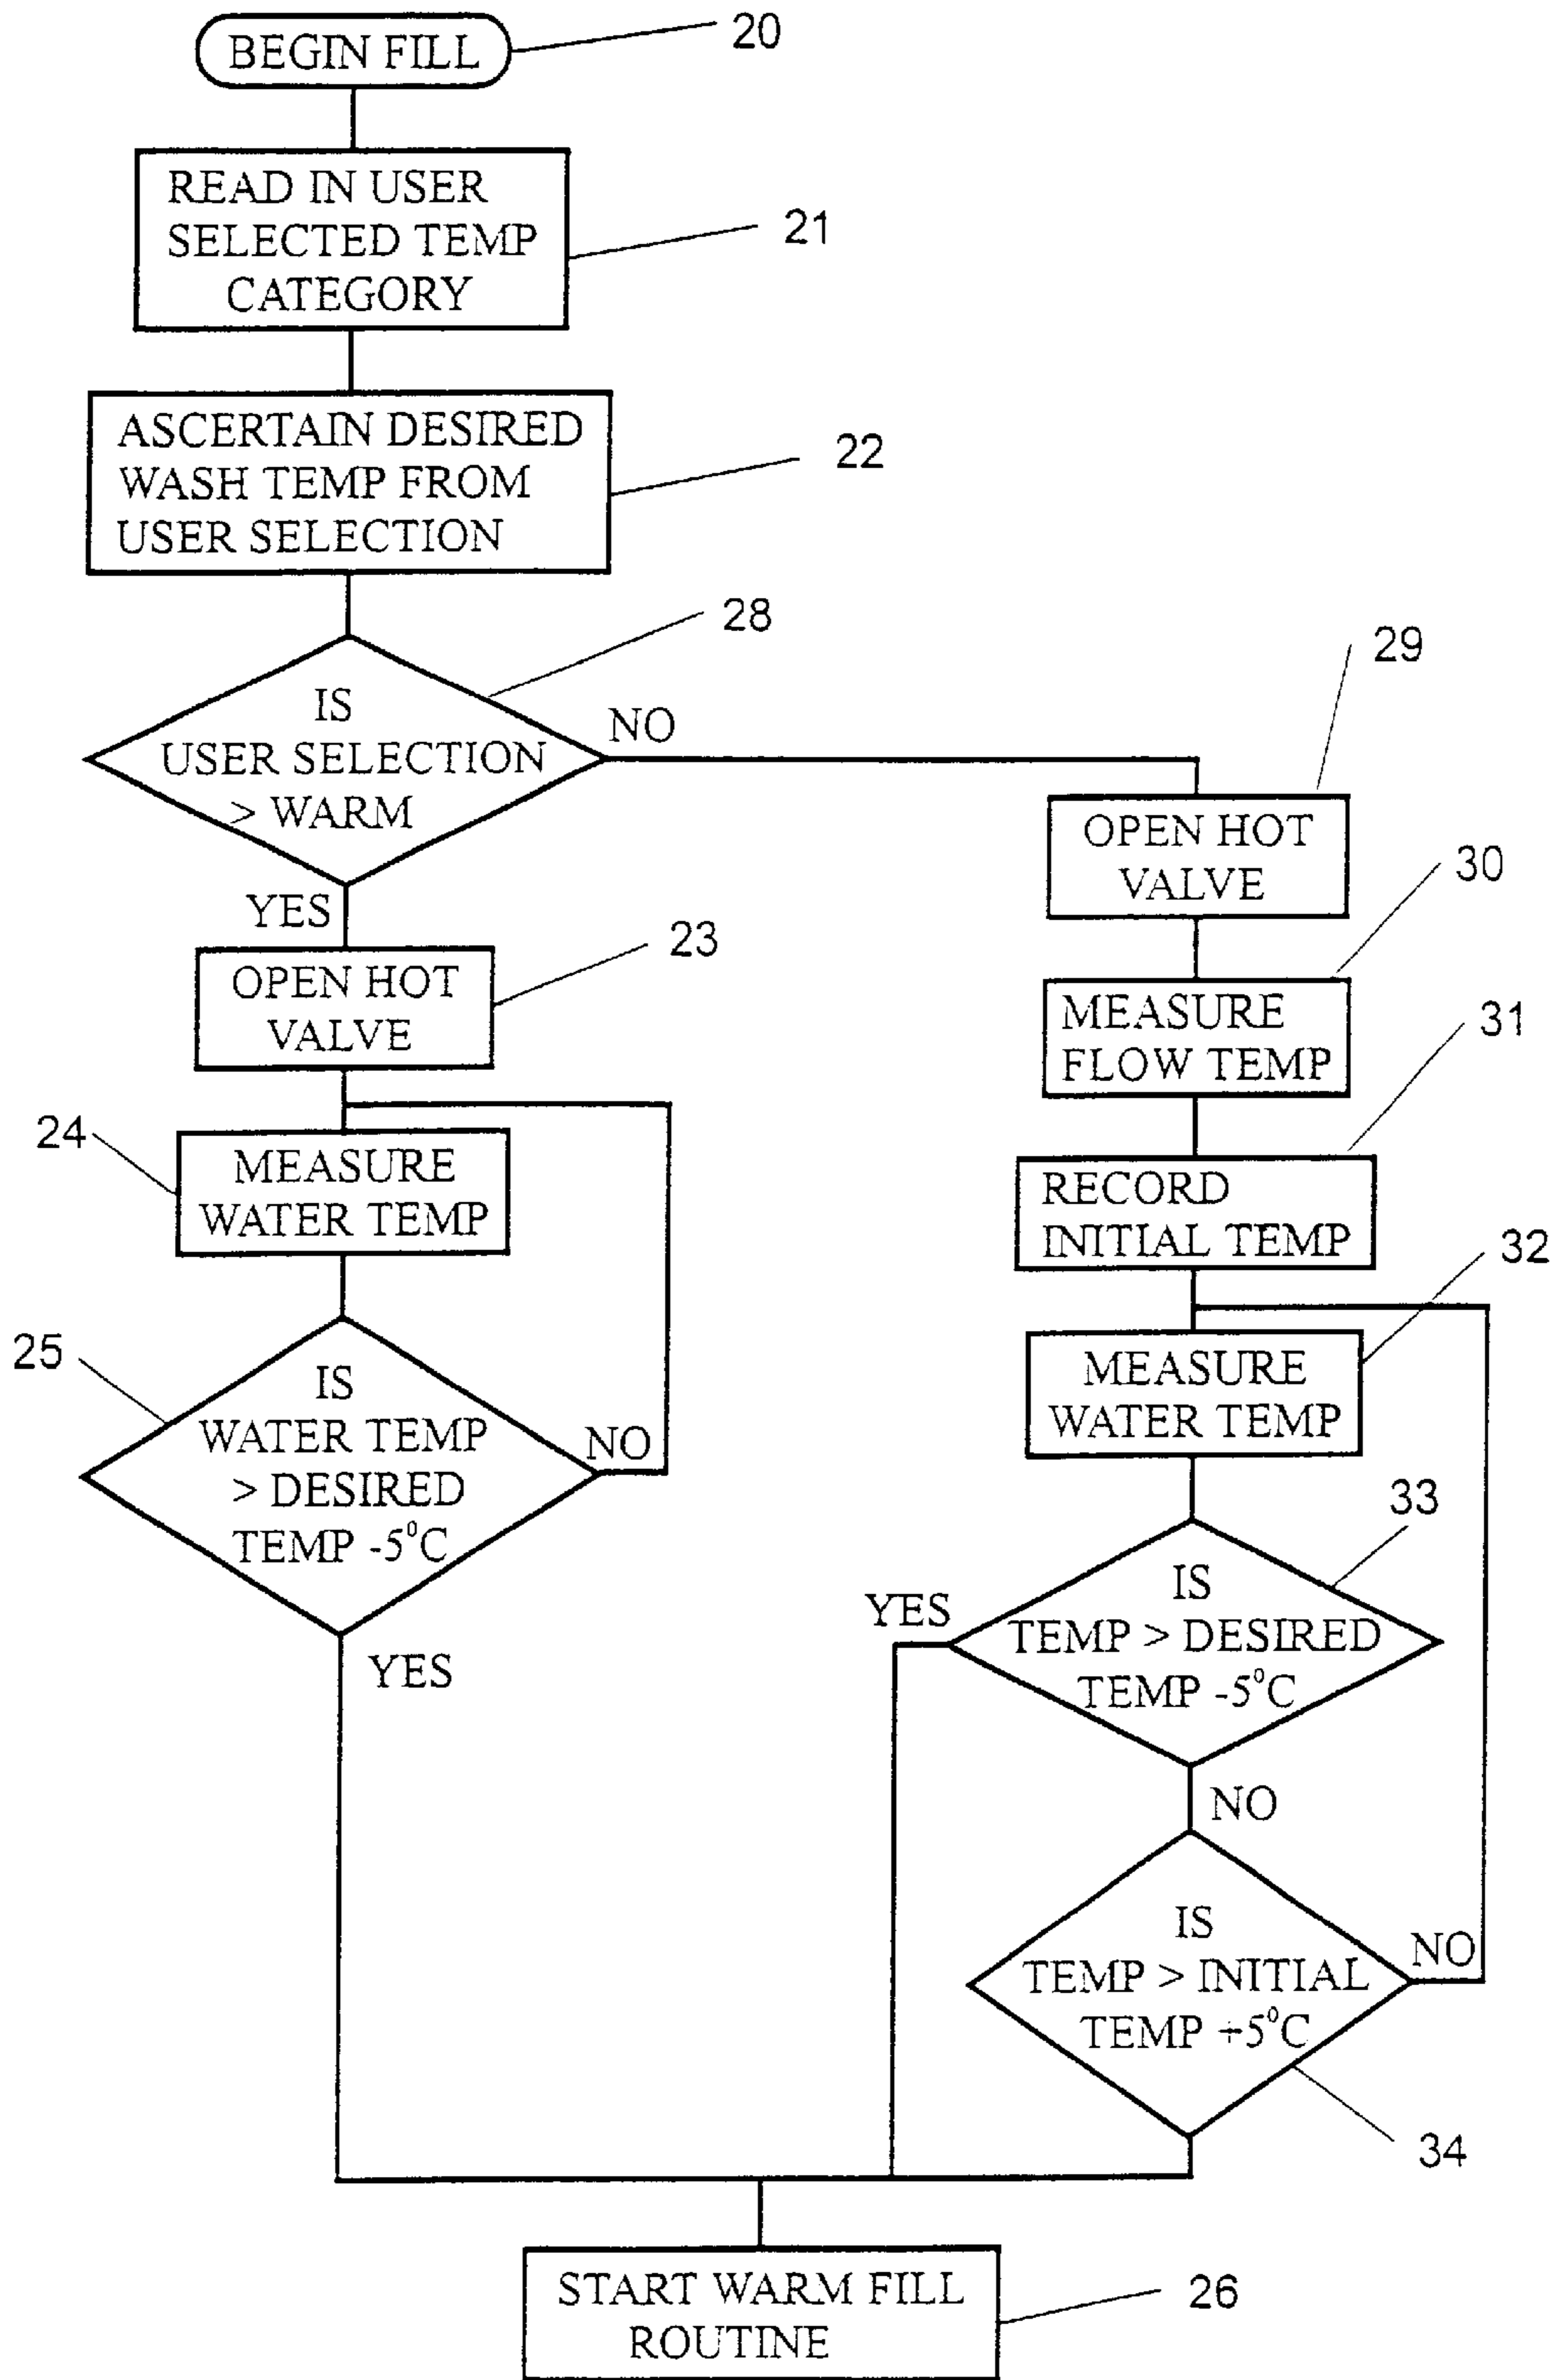 BEGIN FILL
20
READ IN USER
SELECTED TEMP
CATEGORY
21
ASCERTAIN DESIRED
WASH TEMP FROM
USER SELECTION
22
IS
USER SELECTION
> WARM
28
NO
YES
OPEN HOT
VALVE
23
24
MEASURE
WATER TEMP
25
IS
WATER TEMP
> DESIRED
TEMP -5⁰C
NO
YES
29
OPEN HOT
VALVE
30
MEASURE
FLOW TEMP
31
RECORD
INITIAL TEMP
32
MEASURE
WATER TEMP
33
IS
TEMP > DESIRED
TEMP -5⁰C
YES
NO
IS
TEMP > INITIAL
TEMP +5⁰C
NO
34
START WARM FILL
ROUTINE
26